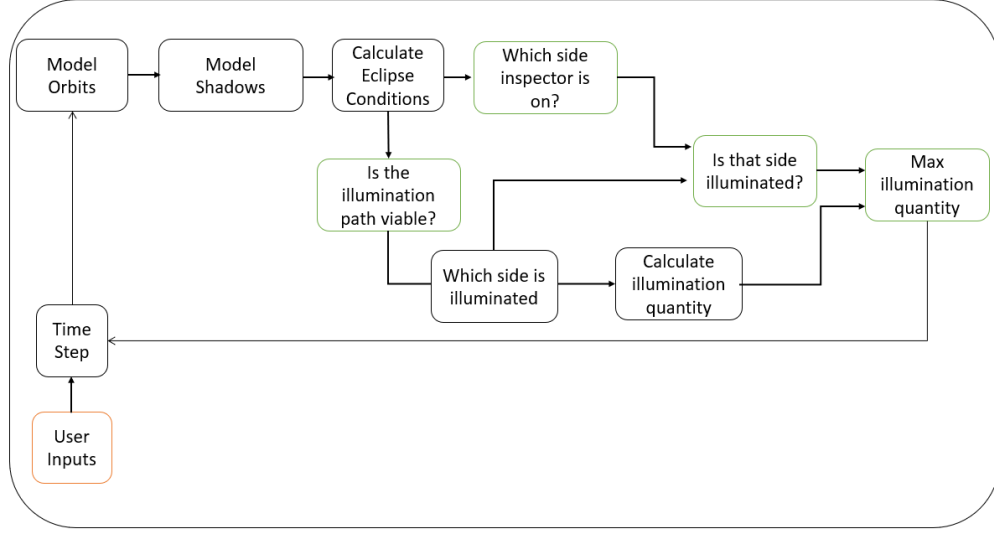 Model
Orbits
Model
Shadows
Calculate
Eclipse
Conditions
Which side
inspector is
on?
Is the
illumination
path viable?
Is that side
illuminated?
Max
illumination
quantity
Which side is
illuminated
Calculate
illumination
quantity
Time
Step
User
Inputs